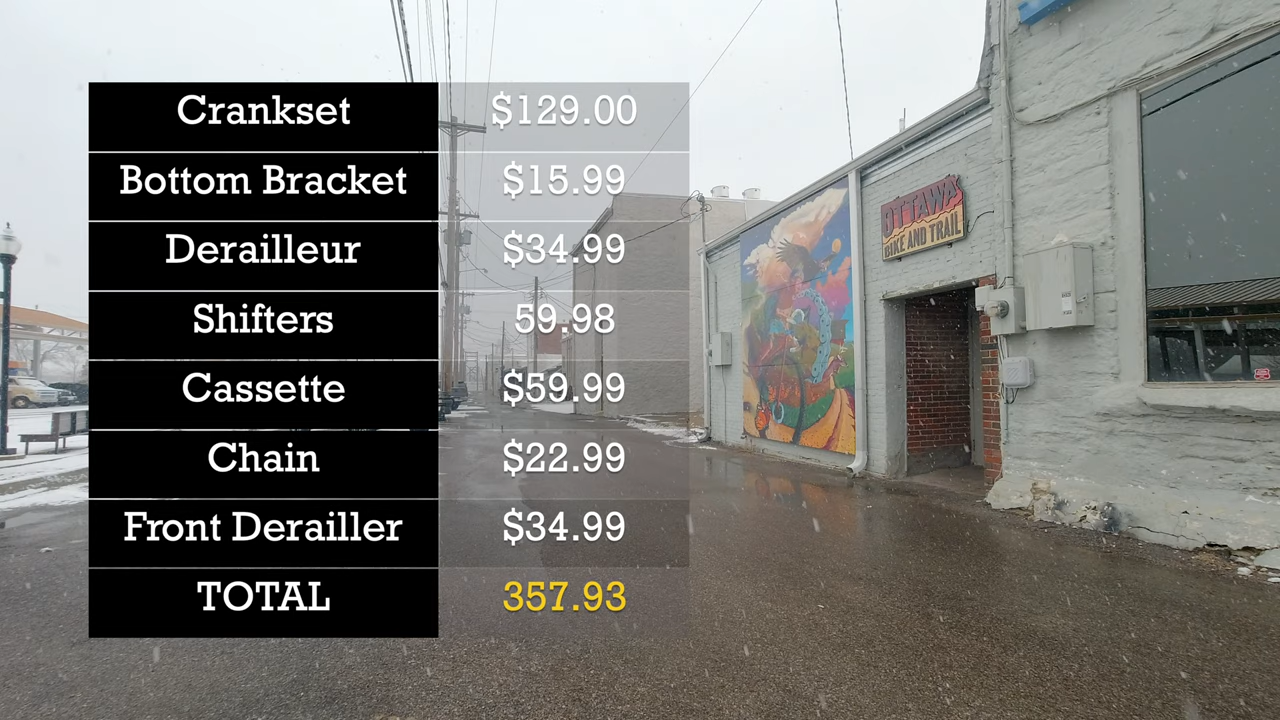 Crankset $129.00
Bottom Bracket $15.99
Derailleur $34.99
Shifters 59.98
Cassette $59.99
Chain $22.99
Front Derailler $34.99
TOTAL 357.93
OTTAWA
BIKE AND TRAIL